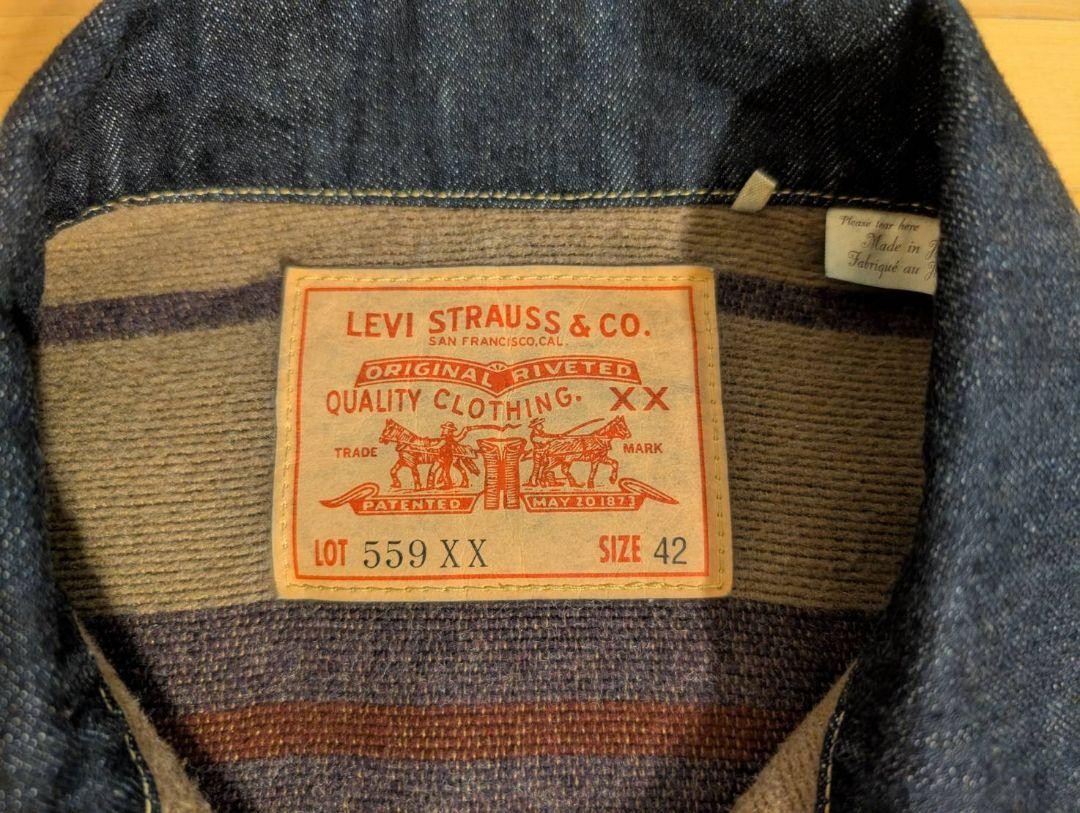 Please tear here
Made in
Fabriqué au
LEVI STRAUSS & CO.
SAN FRANCISCO, CAL.
ORIGINAL RIVETED
QUALITY CLOTHING. XX
TRADE MARK
PATENTED MAY 20 1873
LOT 559 XX SIZE 42